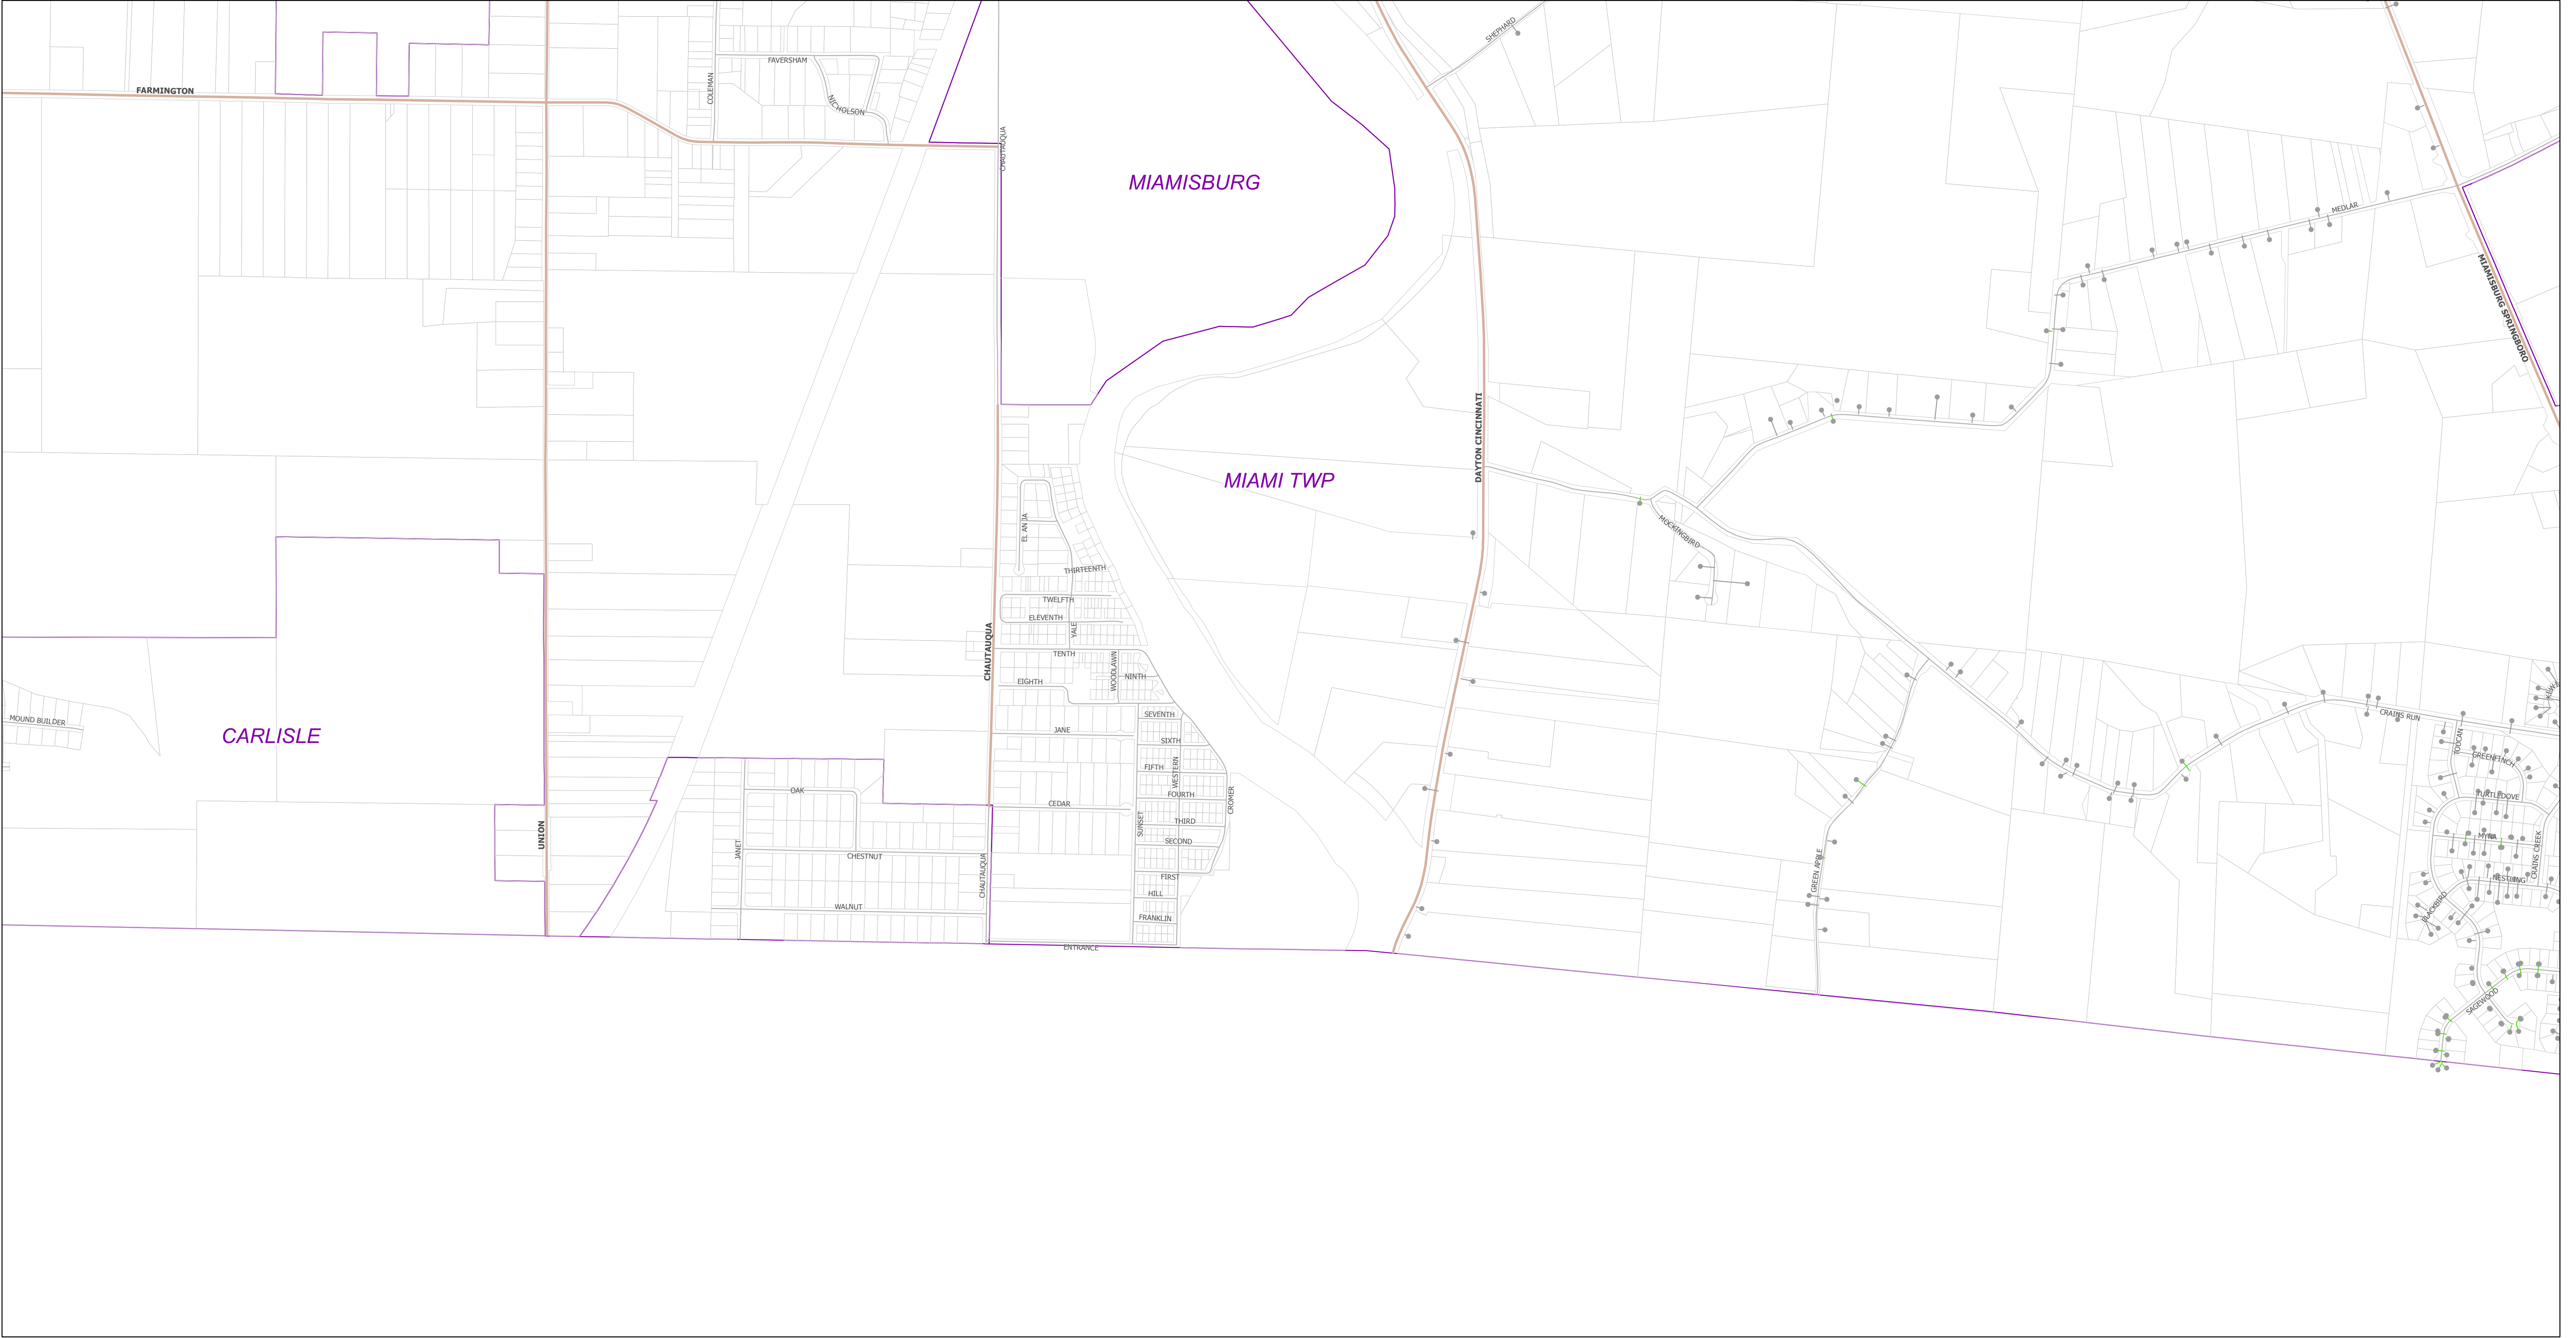 SHEPHARD
FAVERSHAM
COLEMAN
FARMINGTON
NICHOLSON
CHAUTAUQUA
MIAMISBURG
MEDLAR
MIAMISBURG SPRINGBORO
DAYTON CINCINNATI
MIAMI TWP
EL AN JA
MOCKINGBIRD
THIRTEENTH
TWELFTH
ELEVENTH
YALE
CHAUTAUQUA
TENTH
WOODLAWN
NINTH
EIGHTH
SEVENTH
JANE
SIXTH
MOUND BUILDER
CARLISLE
CRAINS RUN
TOUCAN
GREENFINCH
FIFTH
WESTERN
OAK
FOURTH
CROMER
CEDAR
TURTLEDOVE
THIRD
SUNSET
UNION
MYNA
SECOND
JANET
CHESTNUT
CRAINS CREEK
GREEN APPLE
CHAUTAUQUA
FIRST
NESTLING
HILL
WALNUT
BLACKBIRD
FRANKLIN
ENTRANCE
SAGEWOOD